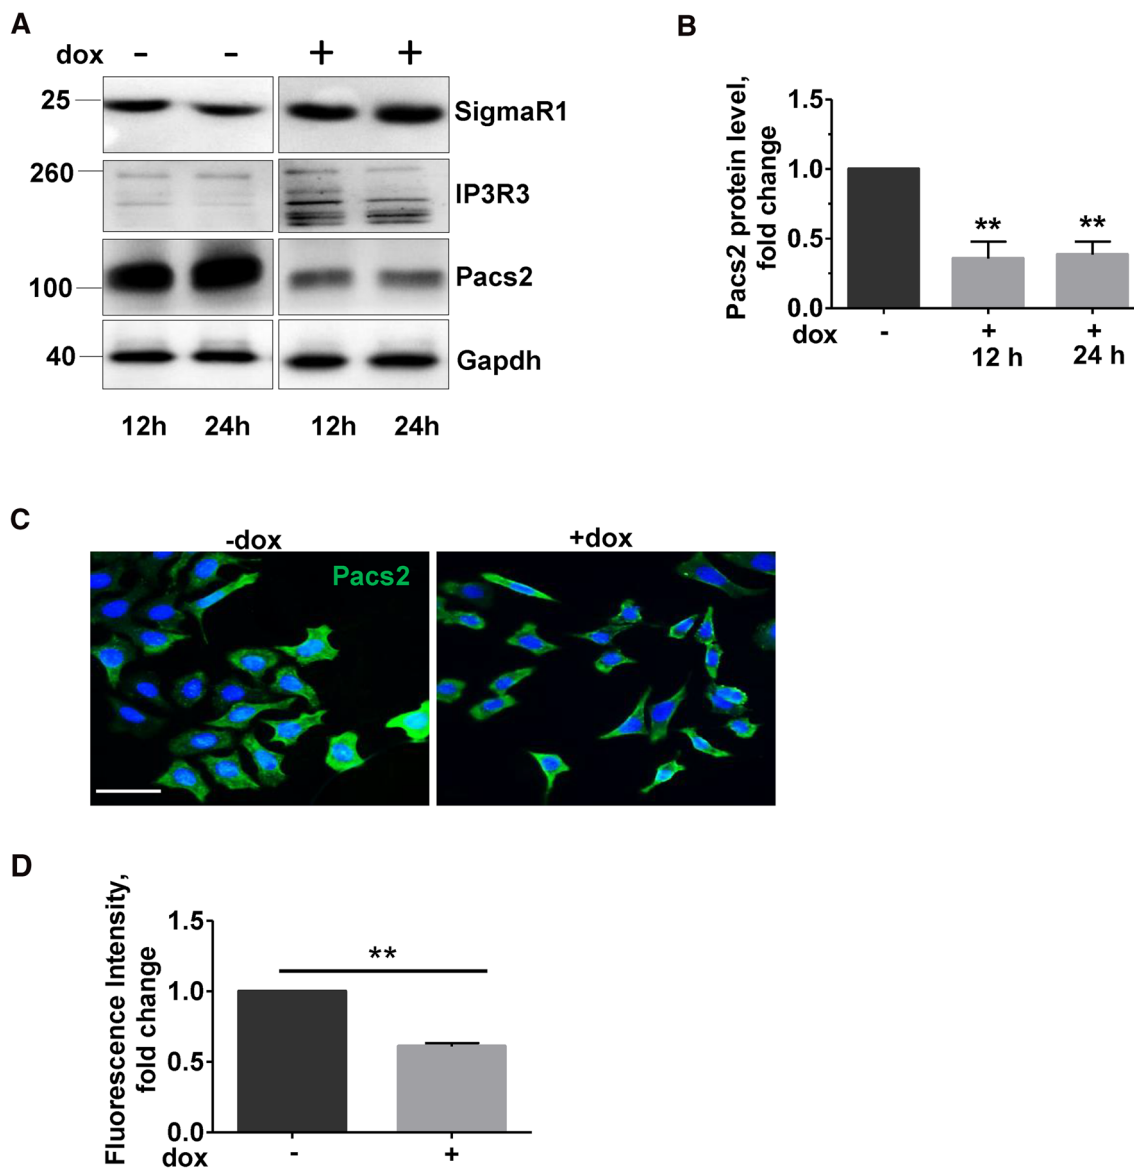 A
dox - - + +
25 SigmaR1
260 IP3R3
100 Pacs2
40 Gapdh
12h 24h 12h 24h
B
Pacs2 protein level,
fold change
1.5
1.0
0.5
0.0
** **
dox - + +
12 h 24 h
C
-dox +dox
Pacs2
D
Fluorescence Intensity,
fold change
1.5
1.0
0.5
0.0
**
dox - +